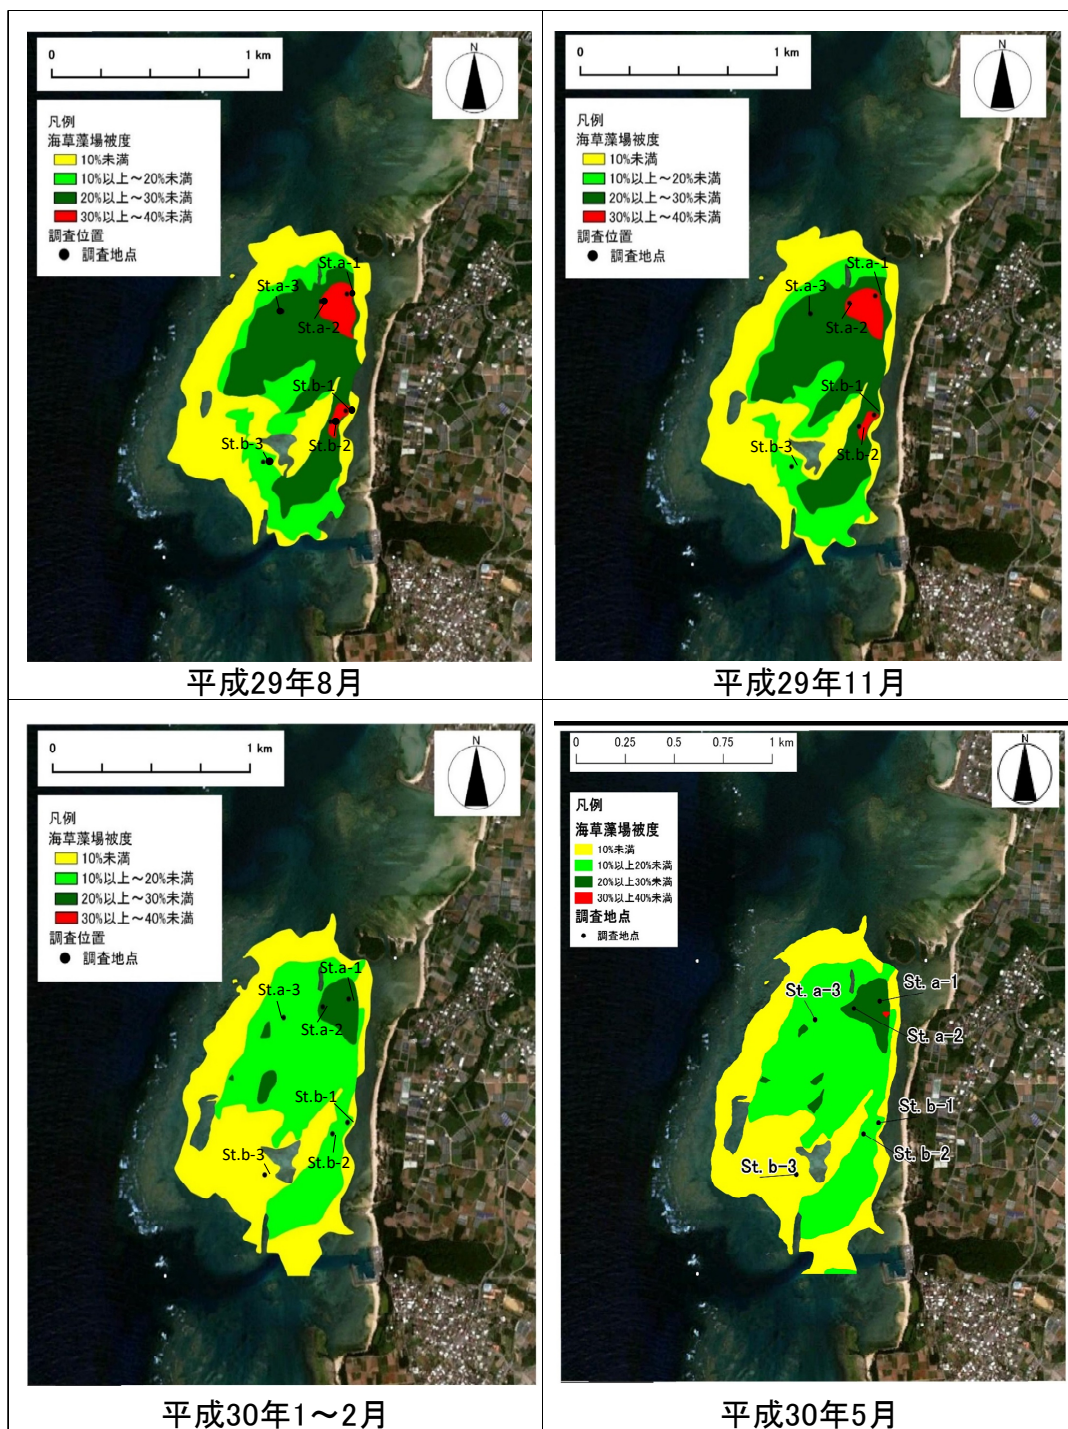 0 1 km
N
凡例
海草藻場被度
10%未満
10%以上～20%未満
20%以上～30%未満
30%以上～40%未満
調査位置
調査地点
St.a-1
St.a-3
St.a-2
St.b-1
St.b-3
St.b-2
平成29年8月
0 1 km
N
凡例
海草藻場被度
10%未満
10%以上～20%未満
20%以上～30%未満
30%以上～40%未満
調査位置
調査地点
St.a-1
St.a-3
St.a-2
St.b-1
St.b-3
St.b-2
平成29年11月
0 1 km
N
凡例
海草藻場被度
10%未満
10%以上～20%未満
20%以上～30%未満
30%以上～40%未満
調査位置
調査地点
St.a-1
St.a-3
St.a-2
St.b-1
St.b-3
St.b-2
平成30年1～2月
0 0.25 0.5 0.75 1 km
N
凡例
海草藻場被度
10%未満
10%以上20%未満
20%以上30%未満
30%以上40%未満
調査地点
調査地点
St. a-1
St. a-3
St. a-2
St. b-1
St. b-2
St. b-3
平成30年5月